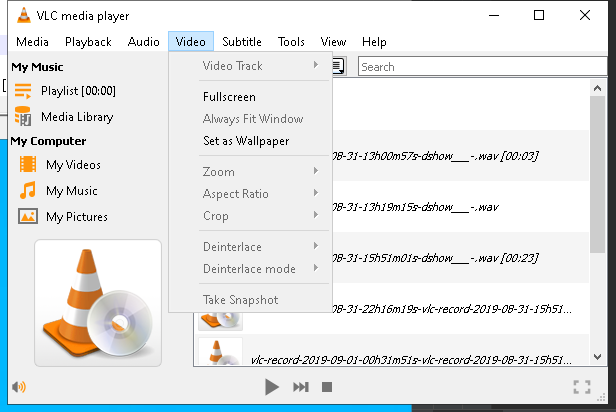 VLC media player
Media Playback Audio Video Subtitle Tools View Help
My Music
Playlist [00:00]
Media Library
My Computer
My Videos
My Music
My Pictures
Video Track
Fullscreen
Always Fit Window
Set as Wallpaper
Zoom
Aspect Ratio
Crop
Deinterlace
Deinterlace mode
Take Snapshot
Search
-08-31-13h00m57s-dshow___-,wav [00:03]
-08-31-13h19m15s-dshow___-,wav
-08-31-15h51m01s-dshow___-,wav [00:23]
-08-31-22h16m19s-vlc-record-2019-08-31-15h51...
vlc-record-2019-09-01-00h31m51s-vlc-record-2019-08-31-15h51...